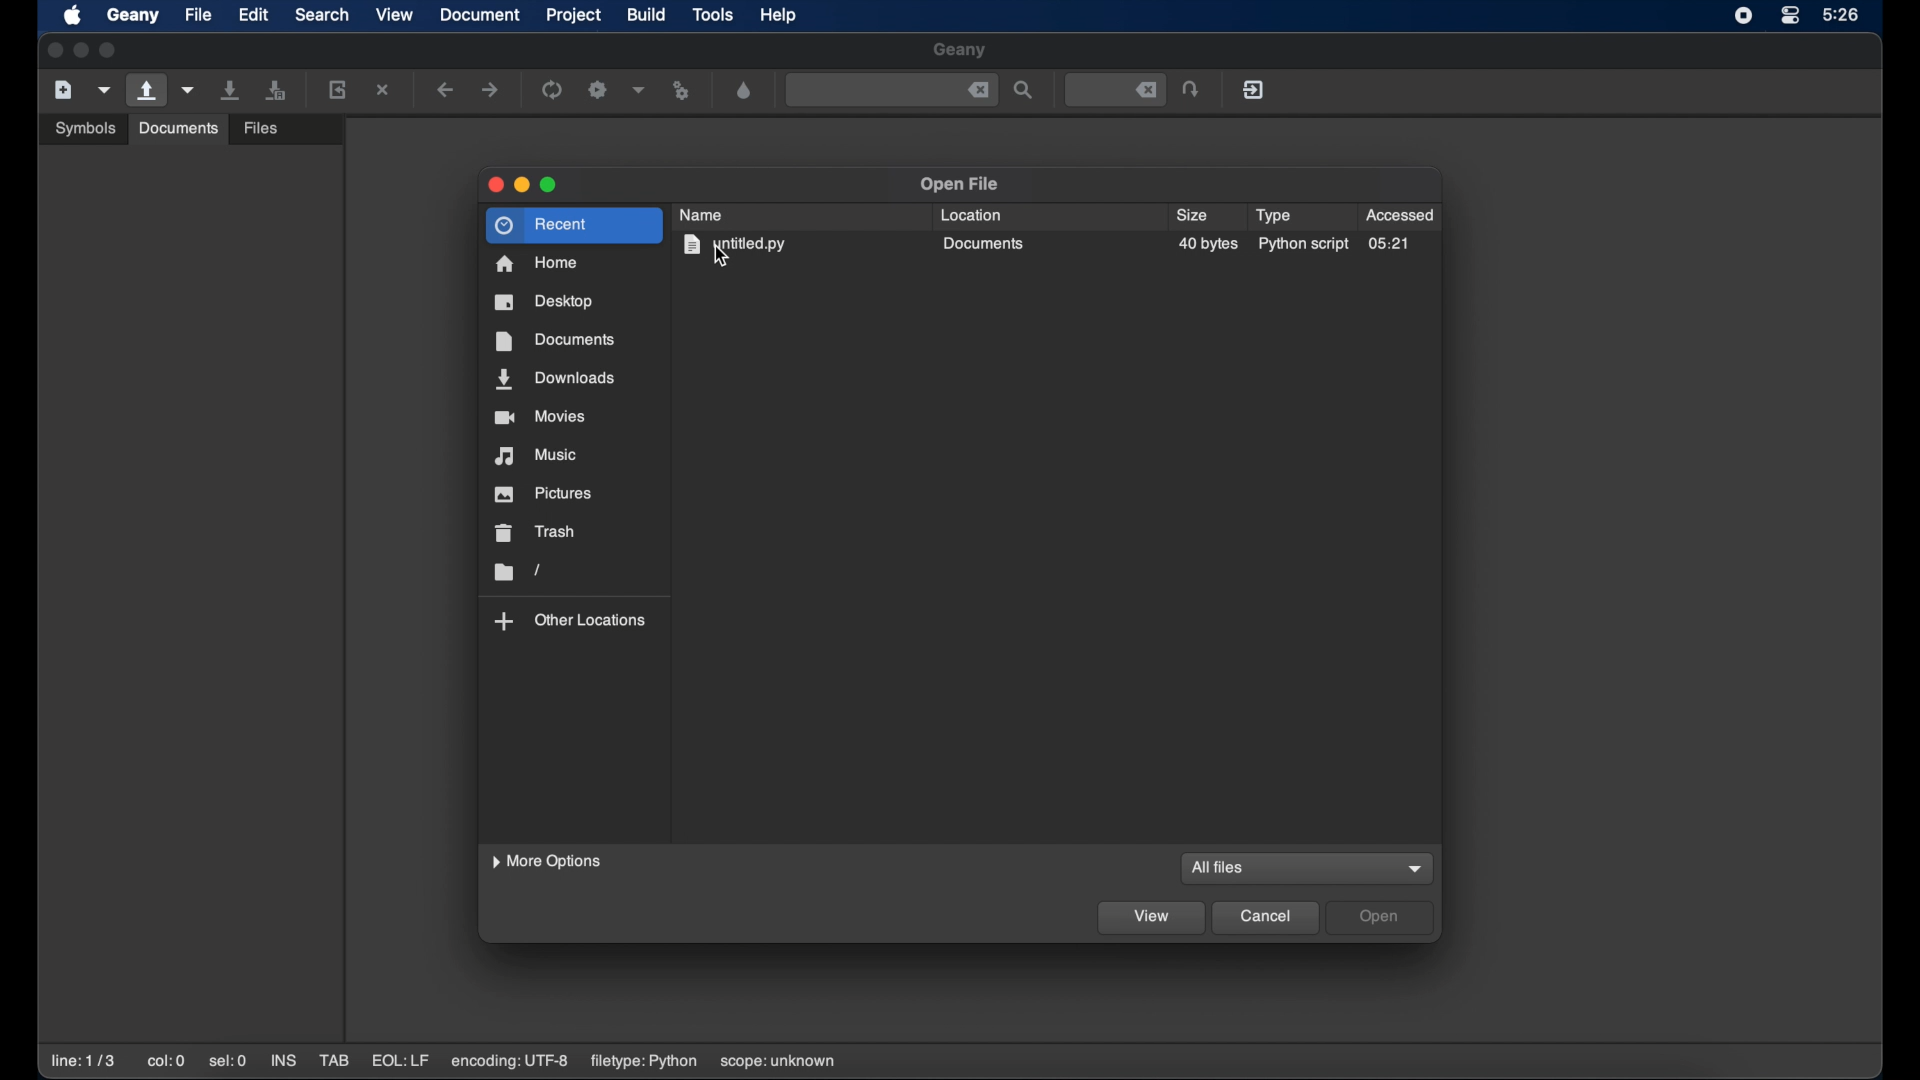 Geany File Edit Search View Document Project Build Tools Help 5:26
Geany
Symbols Documents Files
Open File
Recent
Home
Desktop
Documents
Downloads
Movies
Music
Pictures
Trash
/
Other Locations
Name Location Size Type Accessed
untitled.py Documents 40 bytes Python script 05:21
More Options
All files
View Cancel Open
line: 1 / 3 col: 0 sel: 0 INS TAB EOL: LF encoding: UTF-8 filetype: Python scope: unknown